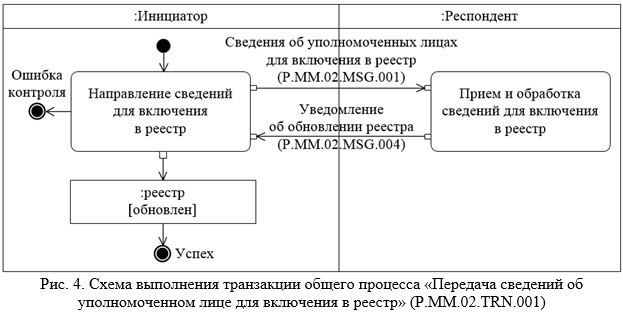 :Инициатор
:Респондент
Сведения об уполномоченных лицах
для включения в реестр
(P.MM.02.MSG.001)
Ошибка
контроля
Направление сведений
для включения
в реестр
Прием и обработка
сведений для включения
в реестр
Уведомление
об обновлении реестра
(P.MM.02.MSG.004)
:реестр
[обновлен]
Успех
Рис. 4. Схема выполнения транзакции общего процесса «Передача сведений об
уполномоченном лице для включения в реестр» (P.MM.02.TRN.001)